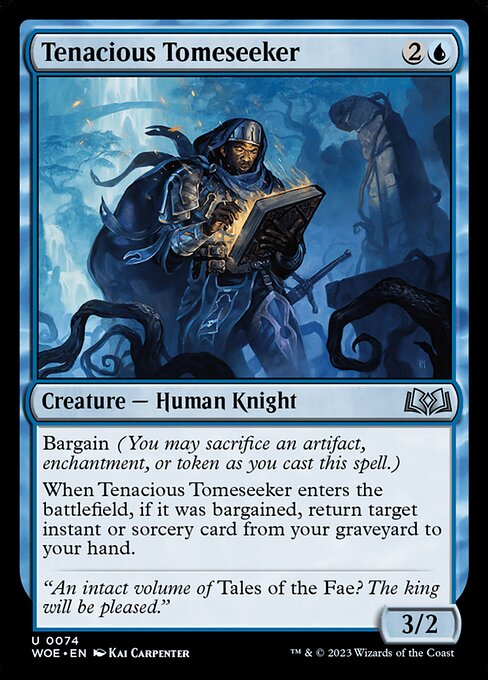 Tenacious Tomeseeker 2
Creature — Human Knight
Bargain (You may sacrifice an artifact,
enchantment, or token as you cast this spell.)
When Tenacious Tomeseeker enters the
battlefield, if it was bargained, return target
instant or sorcery card from your graveyard to
your hand.
“An intact volume of Tales of the Fae? The king
will be pleased.”
3/2
U 0074
WOE • EN Kai Carpenter
™ & © 2023 Wizards of the Coast